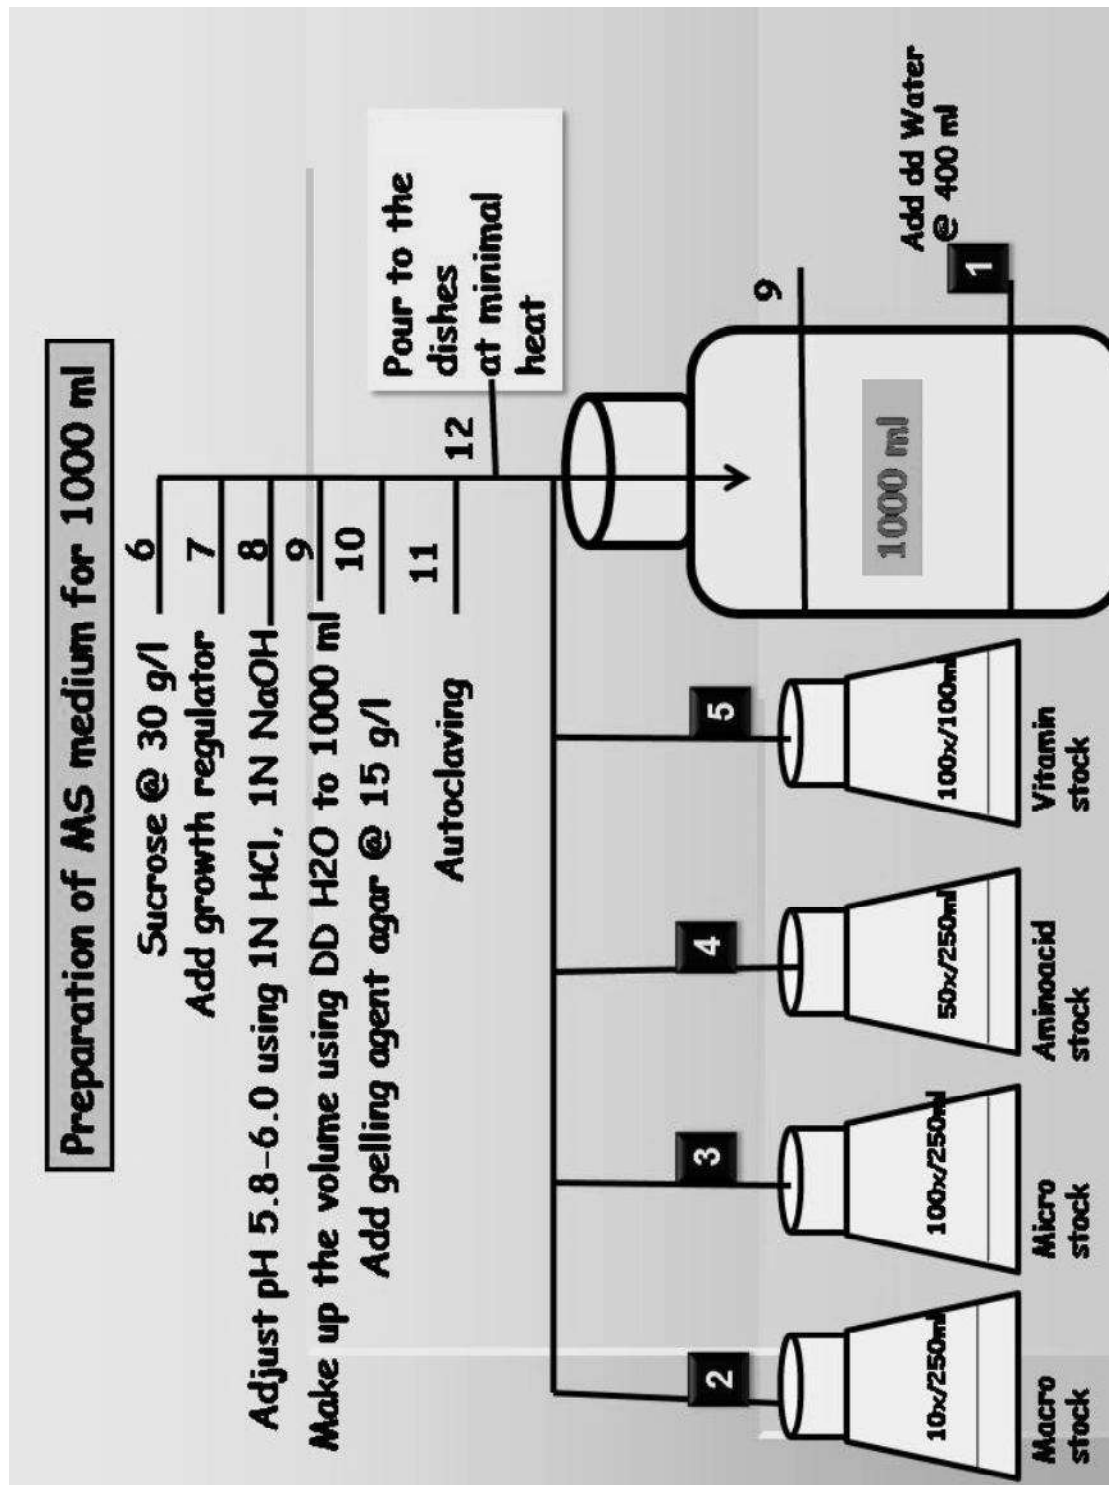 Preparation of MS medium for 1000 ml
Sucrose @ 30 g/l
6
Add growth regulator
7
Adjust pH 5.8-6.0 using 1N HCl, 1N NaOH
8
Make up the volume using DD H2O to 1000 ml
9
Add gelling agent agar @ 15 g/l
10
Autoclaving
11
12
Pour to the
dishes
at minimal
heat
2
3
4
5
9
1000 ml
Add dd Water
@ 400 ml
1
10x/250ml
100x/250ml
50x/250ml
100x/100ml
Macro
stock
Micro
stock
Aminoacid
stock
Vitamin
stock